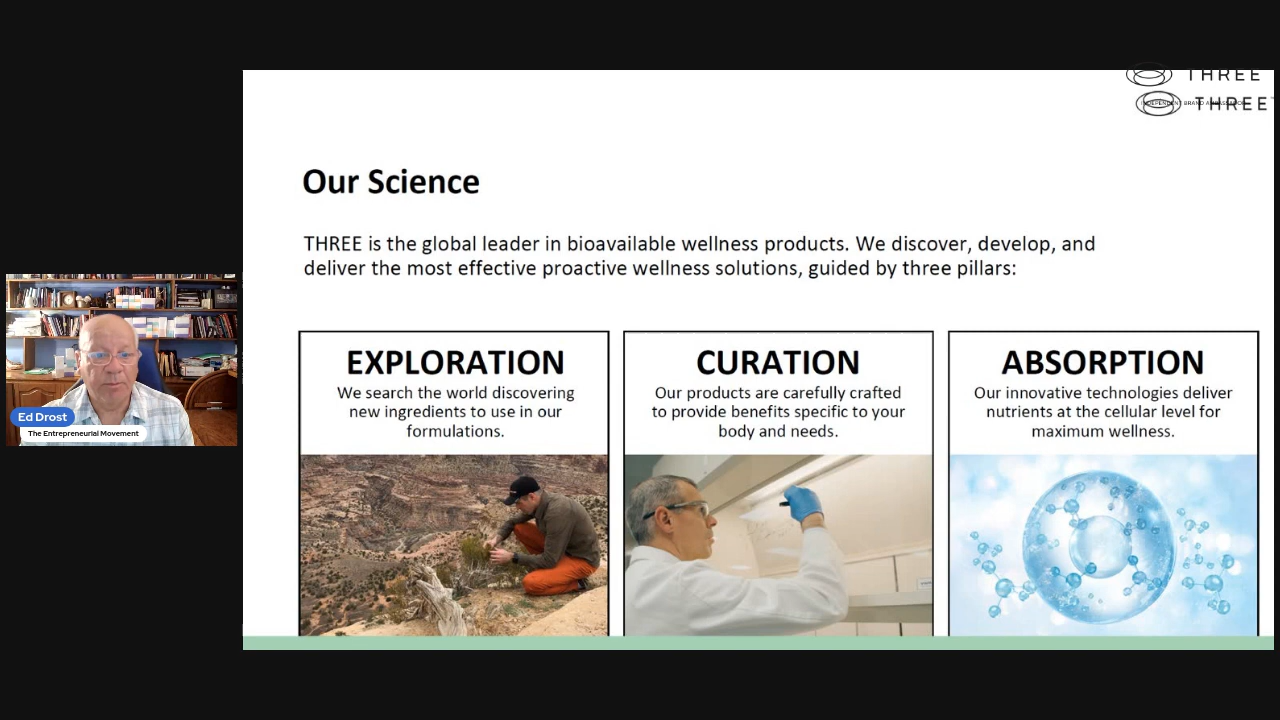 THREE
THREE
Our Science
THREE is the global leader in bioavailable wellness products. We discover, develop, and
deliver the most effective proactive wellness solutions, guided by three pillars:
EXPLORATION
We search the world discovering
new ingredients to use in our
formulations.
CURATION
Our products are carefully crafted
to provide benefits specific to your
body and needs.
ABSORPTION
Our innovative technologies deliver
nutrients at the cellular level for
maximum wellness.
Ed Drost
The Entrepreneurial Movement